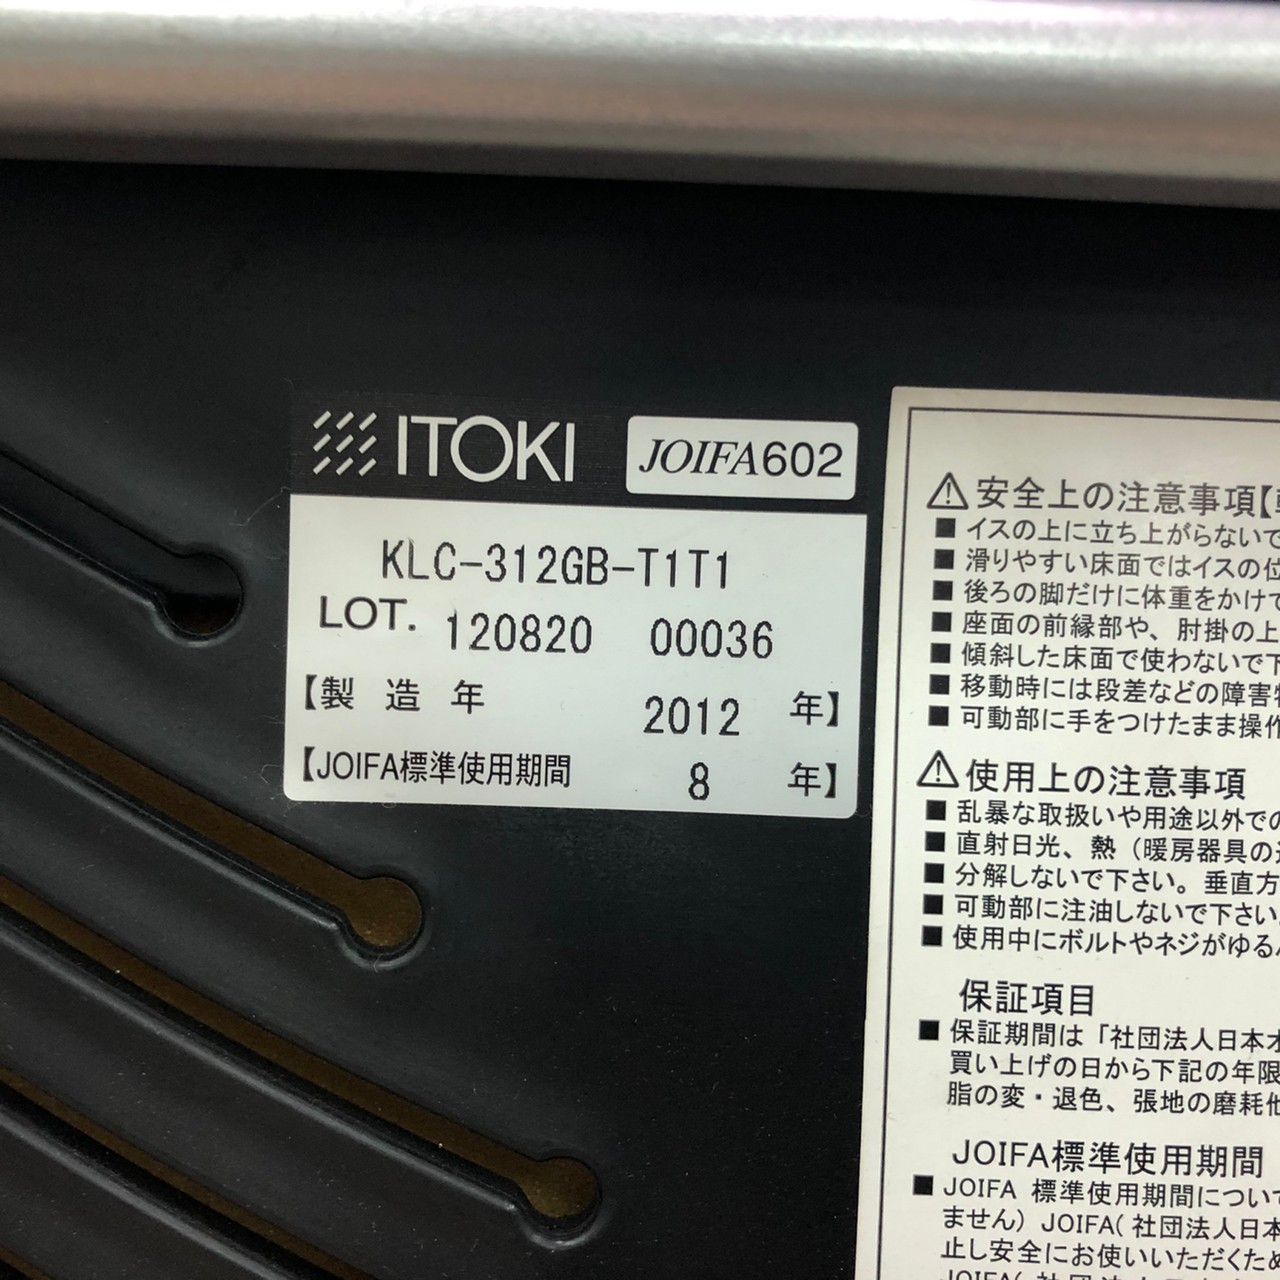 ITOKI JOIFA602
KLC-312GB-T1T1
LOT. 120820 00036
【製 造 年 2012 年】
【JOIFA標準使用期間 8 年】
⚠安全上の注意事項【
■ イスの上に立ち上がらないで
■ 滑りやすい床面ではイスの位
■ 後ろの脚だけに体重をかけて
■ 座面の前縁部や、肘掛の上
■ 傾斜した床面で使わないで下
■ 移動時には段差などの障害物
■ 可動部に手をつけたまま操作
⚠使用上の注意事項
■ 乱暴な取扱いや用途以外での
■ 直射日光、熱（暖房器具の近
■ 分解しないで下さい。垂直方
■ 可動部に注油しないで下さい。
■ 使用中にボルトやネジがゆるん
保証項目
■ 保証期間は「社団法人日本オ
買い上げの日から下記の年限
脂の変・退色、張地の磨耗他
JOIFA標準使用期間
■ JOIFA 標準使用期間について
ません）JOIFA(社団法人日本
止し安全にお使いいただくため
JOIFA(社団法人